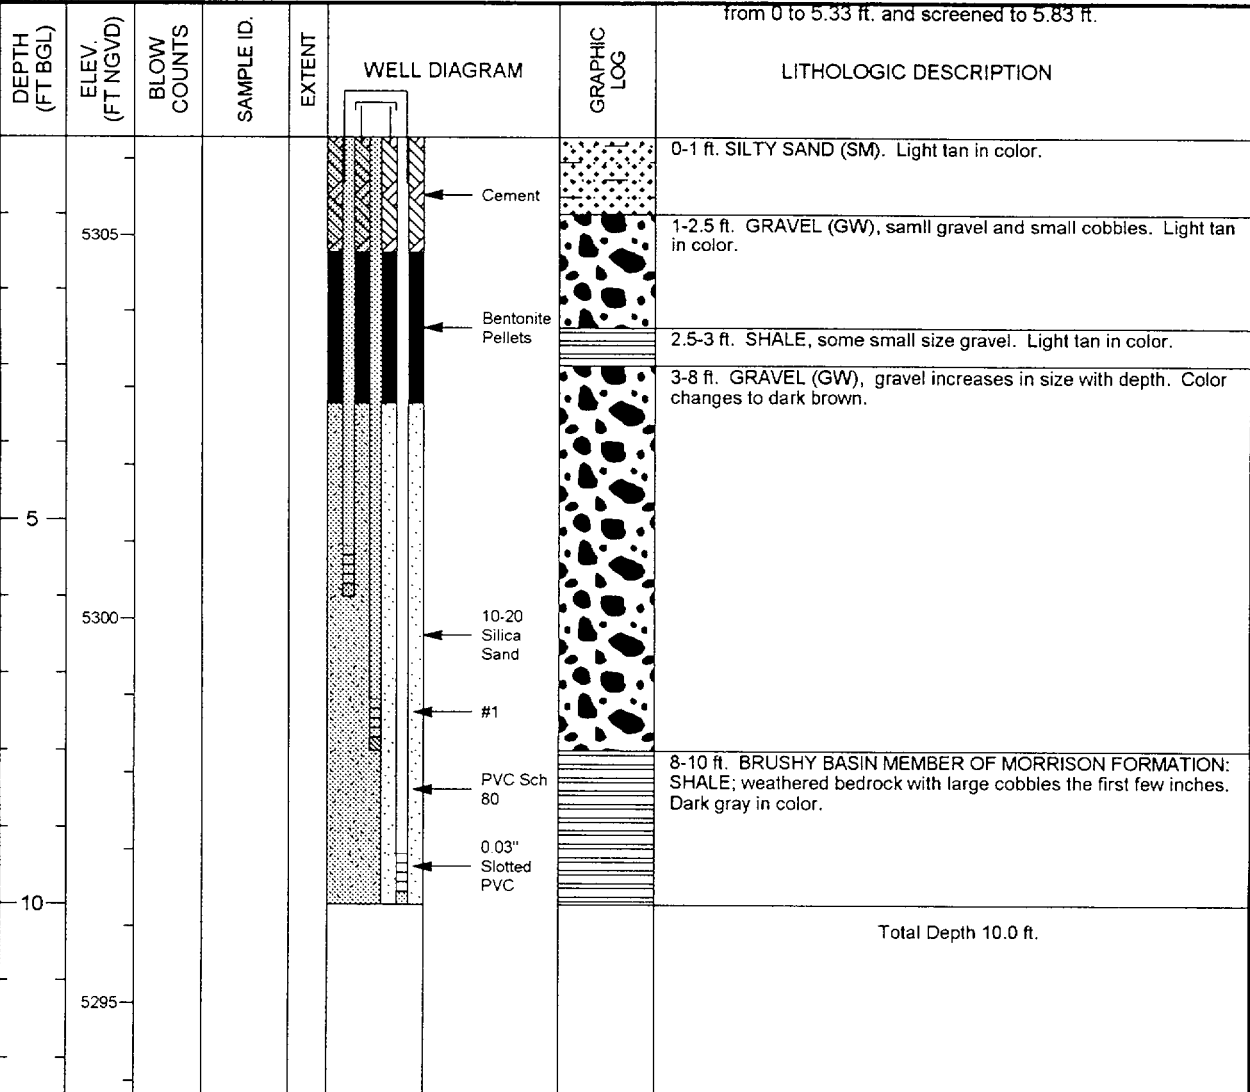 from 0 to 5.33 ft. and screened to 5.83 ft.
DEPTH
(FT BGL)
ELEV.
(FT NGVD)
BLOW
COUNTS
SAMPLE ID.
EXTENT
WELL DIAGRAM
GRAPHIC
LOG
LITHOLOGIC DESCRIPTION
0-1 ft. SILTY SAND (SM). Light tan in color.
Cement
1-2.5 ft. GRAVEL (GW), samll gravel and small cobbles. Light tan
in color.
5305
Bentonite
Pellets
2.5-3 ft. SHALE, some small size gravel. Light tan in color.
3-8 ft. GRAVEL (GW), gravel increases in size with depth. Color
changes to dark brown.
5
5300
10-20
Silica
Sand
#1
8-10 ft. BRUSHY BASIN MEMBER OF MORRISON FORMATION:
SHALE; weathered bedrock with large cobbles the first few inches.
Dark gray in color.
PVC Sch
80
0.03"
Slotted
PVC
10
Total Depth 10.0 ft.
5295